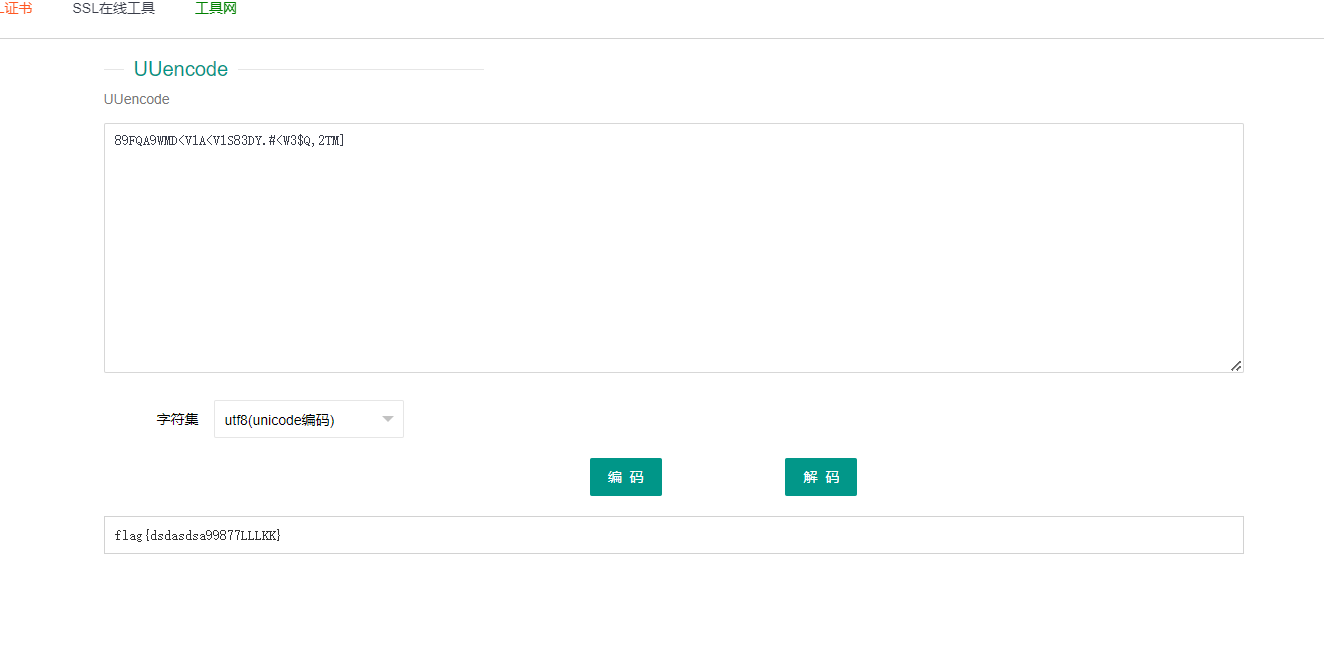 证书 SSL在线工具 工具网
UUencode
UUencode
89FQA9WMD<V1A<V1S83DY.#<W3$Q,2TM]
字符集 utf8(unicode编码)
编 码 解 码
flag{dsdasdsa99877LLLKK}